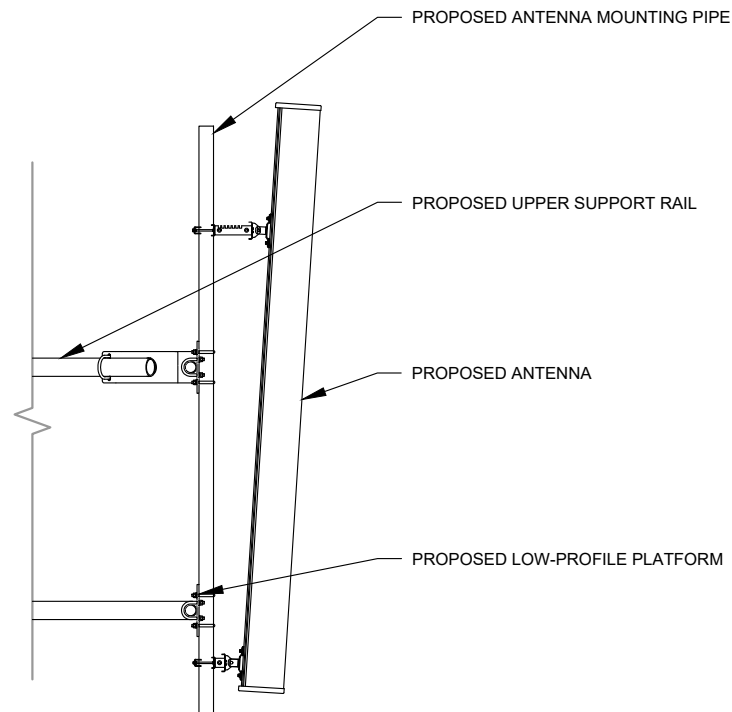 PROPOSED ANTENNA MOUNTING PIPE
PROPOSED UPPER SUPPORT RAIL
PROPOSED ANTENNA
PROPOSED LOW-PROFILE PLATFORM